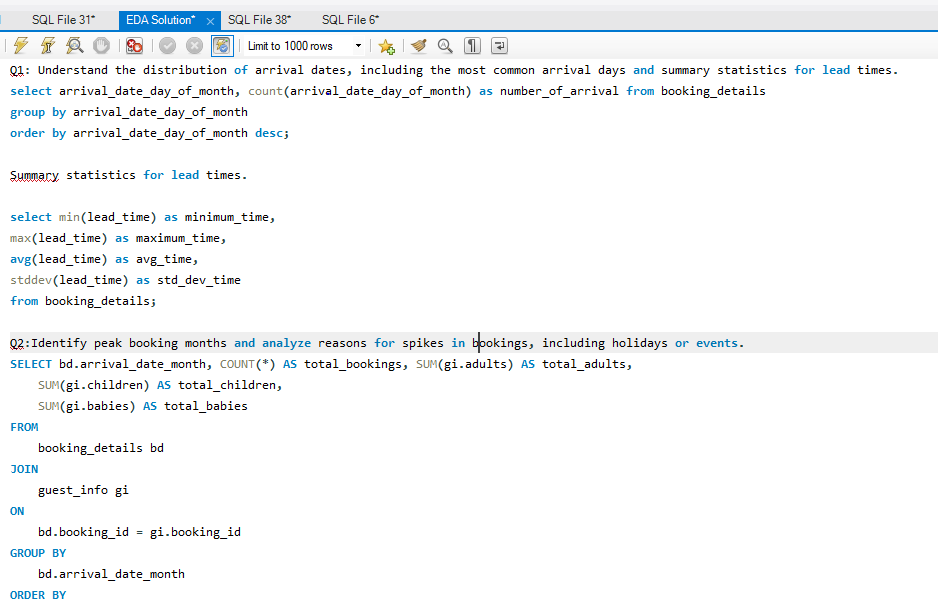 SQL File 31* EDA Solution* SQL File 38* SQL File 6*
Limit to 1000 rows
Q1: Understand the distribution of arrival dates, including the most common arrival days and summary statistics for lead times.
select arrival_date_day_of_month, count(arrival_date_day_of_month) as number_of_arrival from booking_details
group by arrival_date_day_of_month
order by arrival_date_day_of_month desc;
Summary statistics for lead times.
select min(lead_time) as minimum_time,
max(lead_time) as maximum_time,
avg(lead_time) as avg_time,
stddev(lead_time) as std_dev_time
from booking_details;
Q2:Identify peak booking months and analyze reasons for spikes in bookings, including holidays or events.
SELECT bd.arrival_date_month, COUNT(*) AS total_bookings, SUM(gi.adults) AS total_adults,
SUM(gi.children) AS total_children,
SUM(gi.babies) AS total_babies
FROM
booking_details bd
JOIN
guest_info gi
ON
bd.booking_id = gi.booking_id
GROUP BY
bd.arrival_date_month
ORDER BY